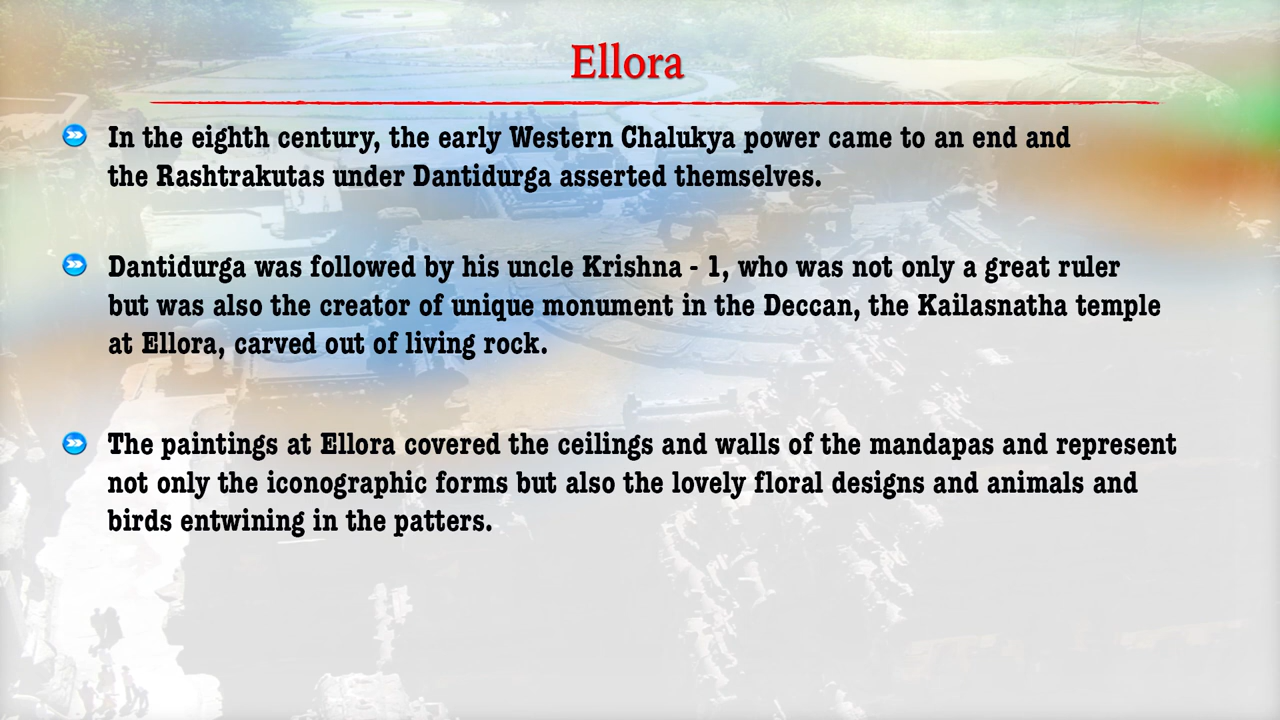 Ellora
In the eighth century, the early Western Chalukya power came to an end and
the Rashtrakutas under Dantidurga asserted themselves.
Dantidurga was followed by his uncle Krishna - 1, who was not only a great ruler
but was also the creator of unique monument in the Deccan, the Kailasnatha temple
at Ellora, carved out of living rock.
The paintings at Ellora covered the ceilings and walls of the mandapas and represent
not only the iconographic forms but also the lovely floral designs and animals and
birds entwining in the patters.